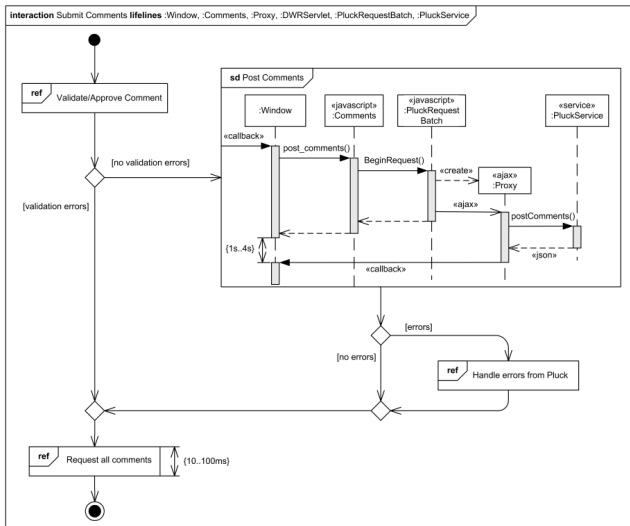 interaction Submit Comments lifelines :Window, :Comments, :Proxy, :DWRServlet, :PluckRequestBatch, :PluckService
ref
Validate/Approve Comment
[no validation errors]
[validation errors]
sd Post Comments
:Window
«javascript»
:Comments
«javascript»
:PluckRequest
Batch
«service»
:PluckService
«callback»
post_comments()
BeginRequest()
«create»
«ajax»
:Proxy
«ajax»
postComments()
{1s..4s}
«json»
«callback»
[errors]
[no errors]
ref
Handle errors from Pluck
ref
Request all comments
{10..100ms}